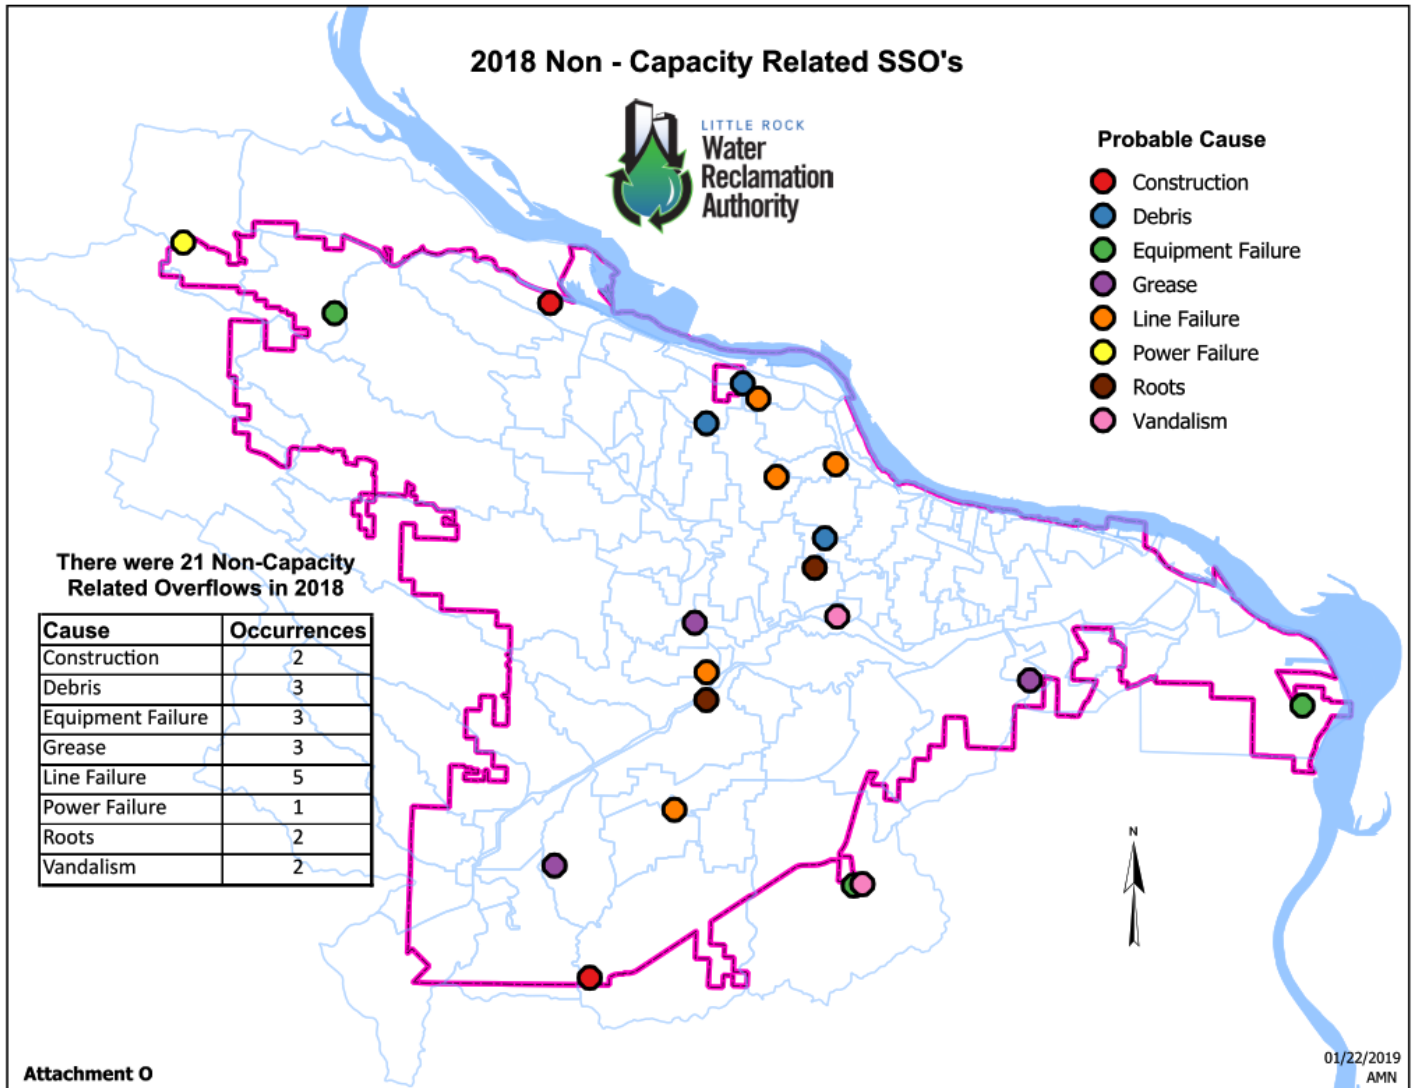 2018 Non - Capacity Related SSO's
LITTLE ROCK
Water
Reclamation
Authority
Probable Cause
Construction
Debris
Equipment Failure
Grease
Line Failure
Power Failure
Roots
Vandalism
There were 21 Non-Capacity
Related Overflows in 2018
Cause Occurrences
Construction 2
Debris 3
Equipment Failure 3
Grease 3
Line Failure 5
Power Failure 1
Roots 2
Vandalism 2
N
Attachment O
01/22/2019
AMN